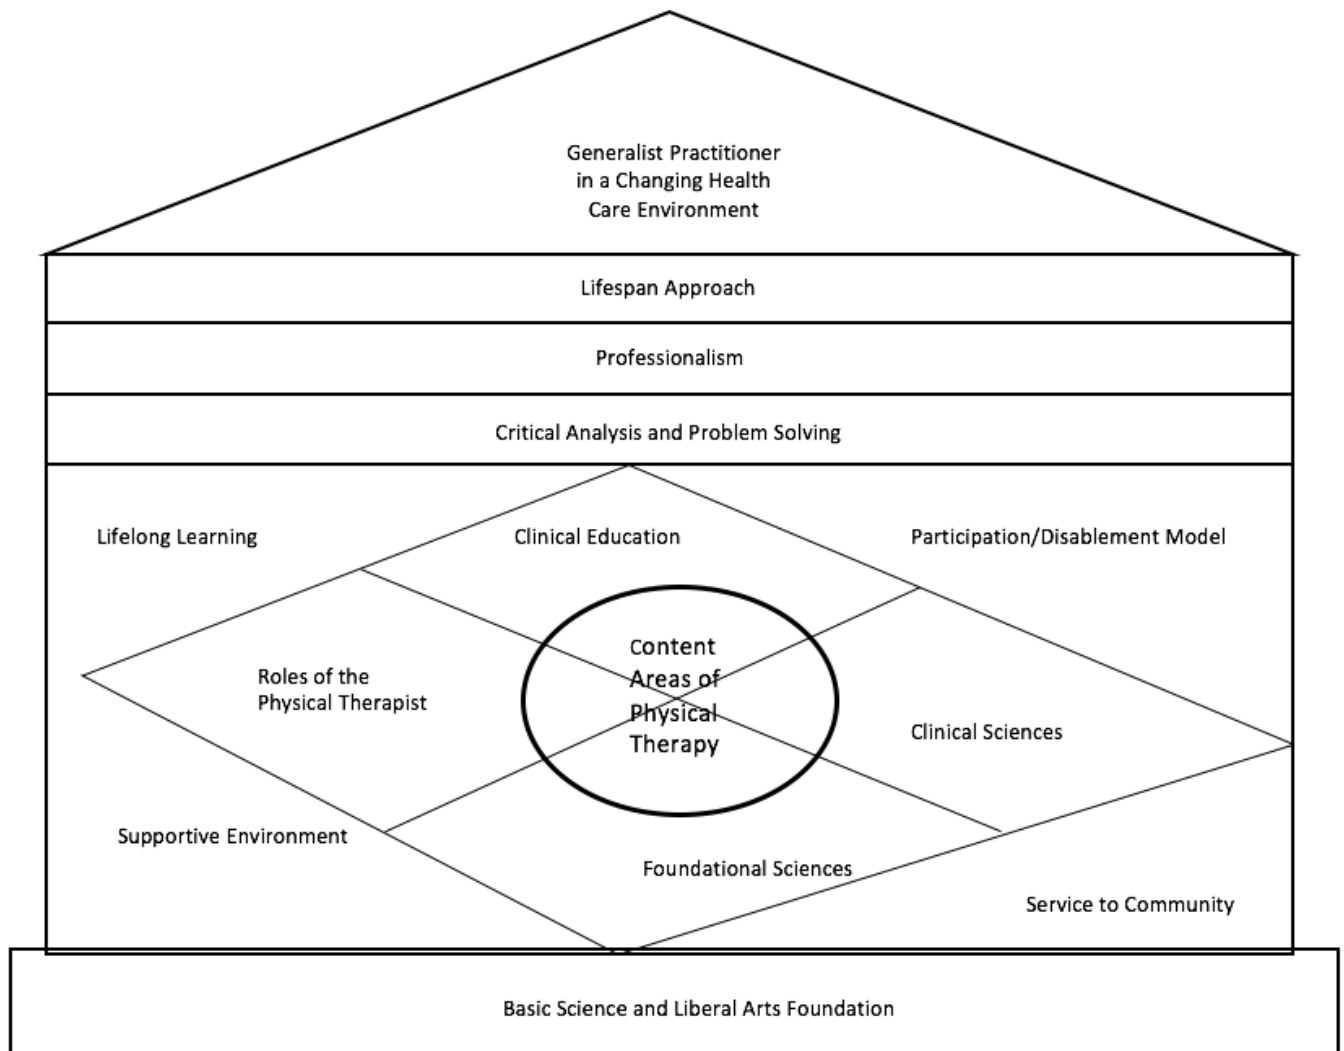 Generalist Practitioner
in a Changing Health
Care Environment
Lifespan Approach
Professionalism
Critical Analysis and Problem Solving
Lifelong Learning
Clinical Education
Participation/Disablement Model
Content
Areas of
Physical
Therapy
Roles of the
Physical Therapist
Clinical Sciences
Supportive Environment
Foundational Sciences
Service to Community
Basic Science and Liberal Arts Foundation